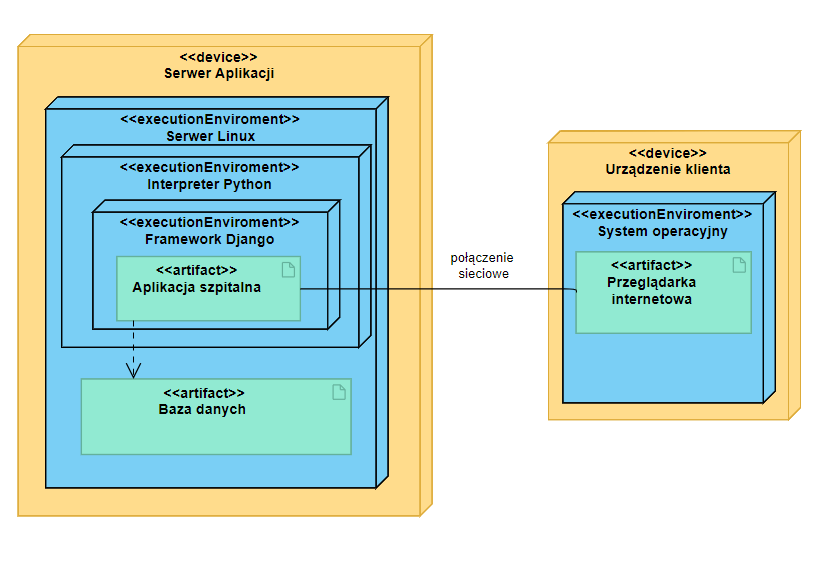 <<device>>
Serwer Aplikacji
<<executionEnviroment>>
Serwer Linux
<<executionEnviroment>>
Interpreter Python
<<executionEnviroment>>
Framework Django
<<artifact>>
Aplikacja szpitalna
<<artifact>>
Baza danych
połączenie
sieciowe
<<device>>
Urządzenie klienta
<<executionEnviroment>>
System operacyjny
<<artifact>>
Przeglądarka
internetowa